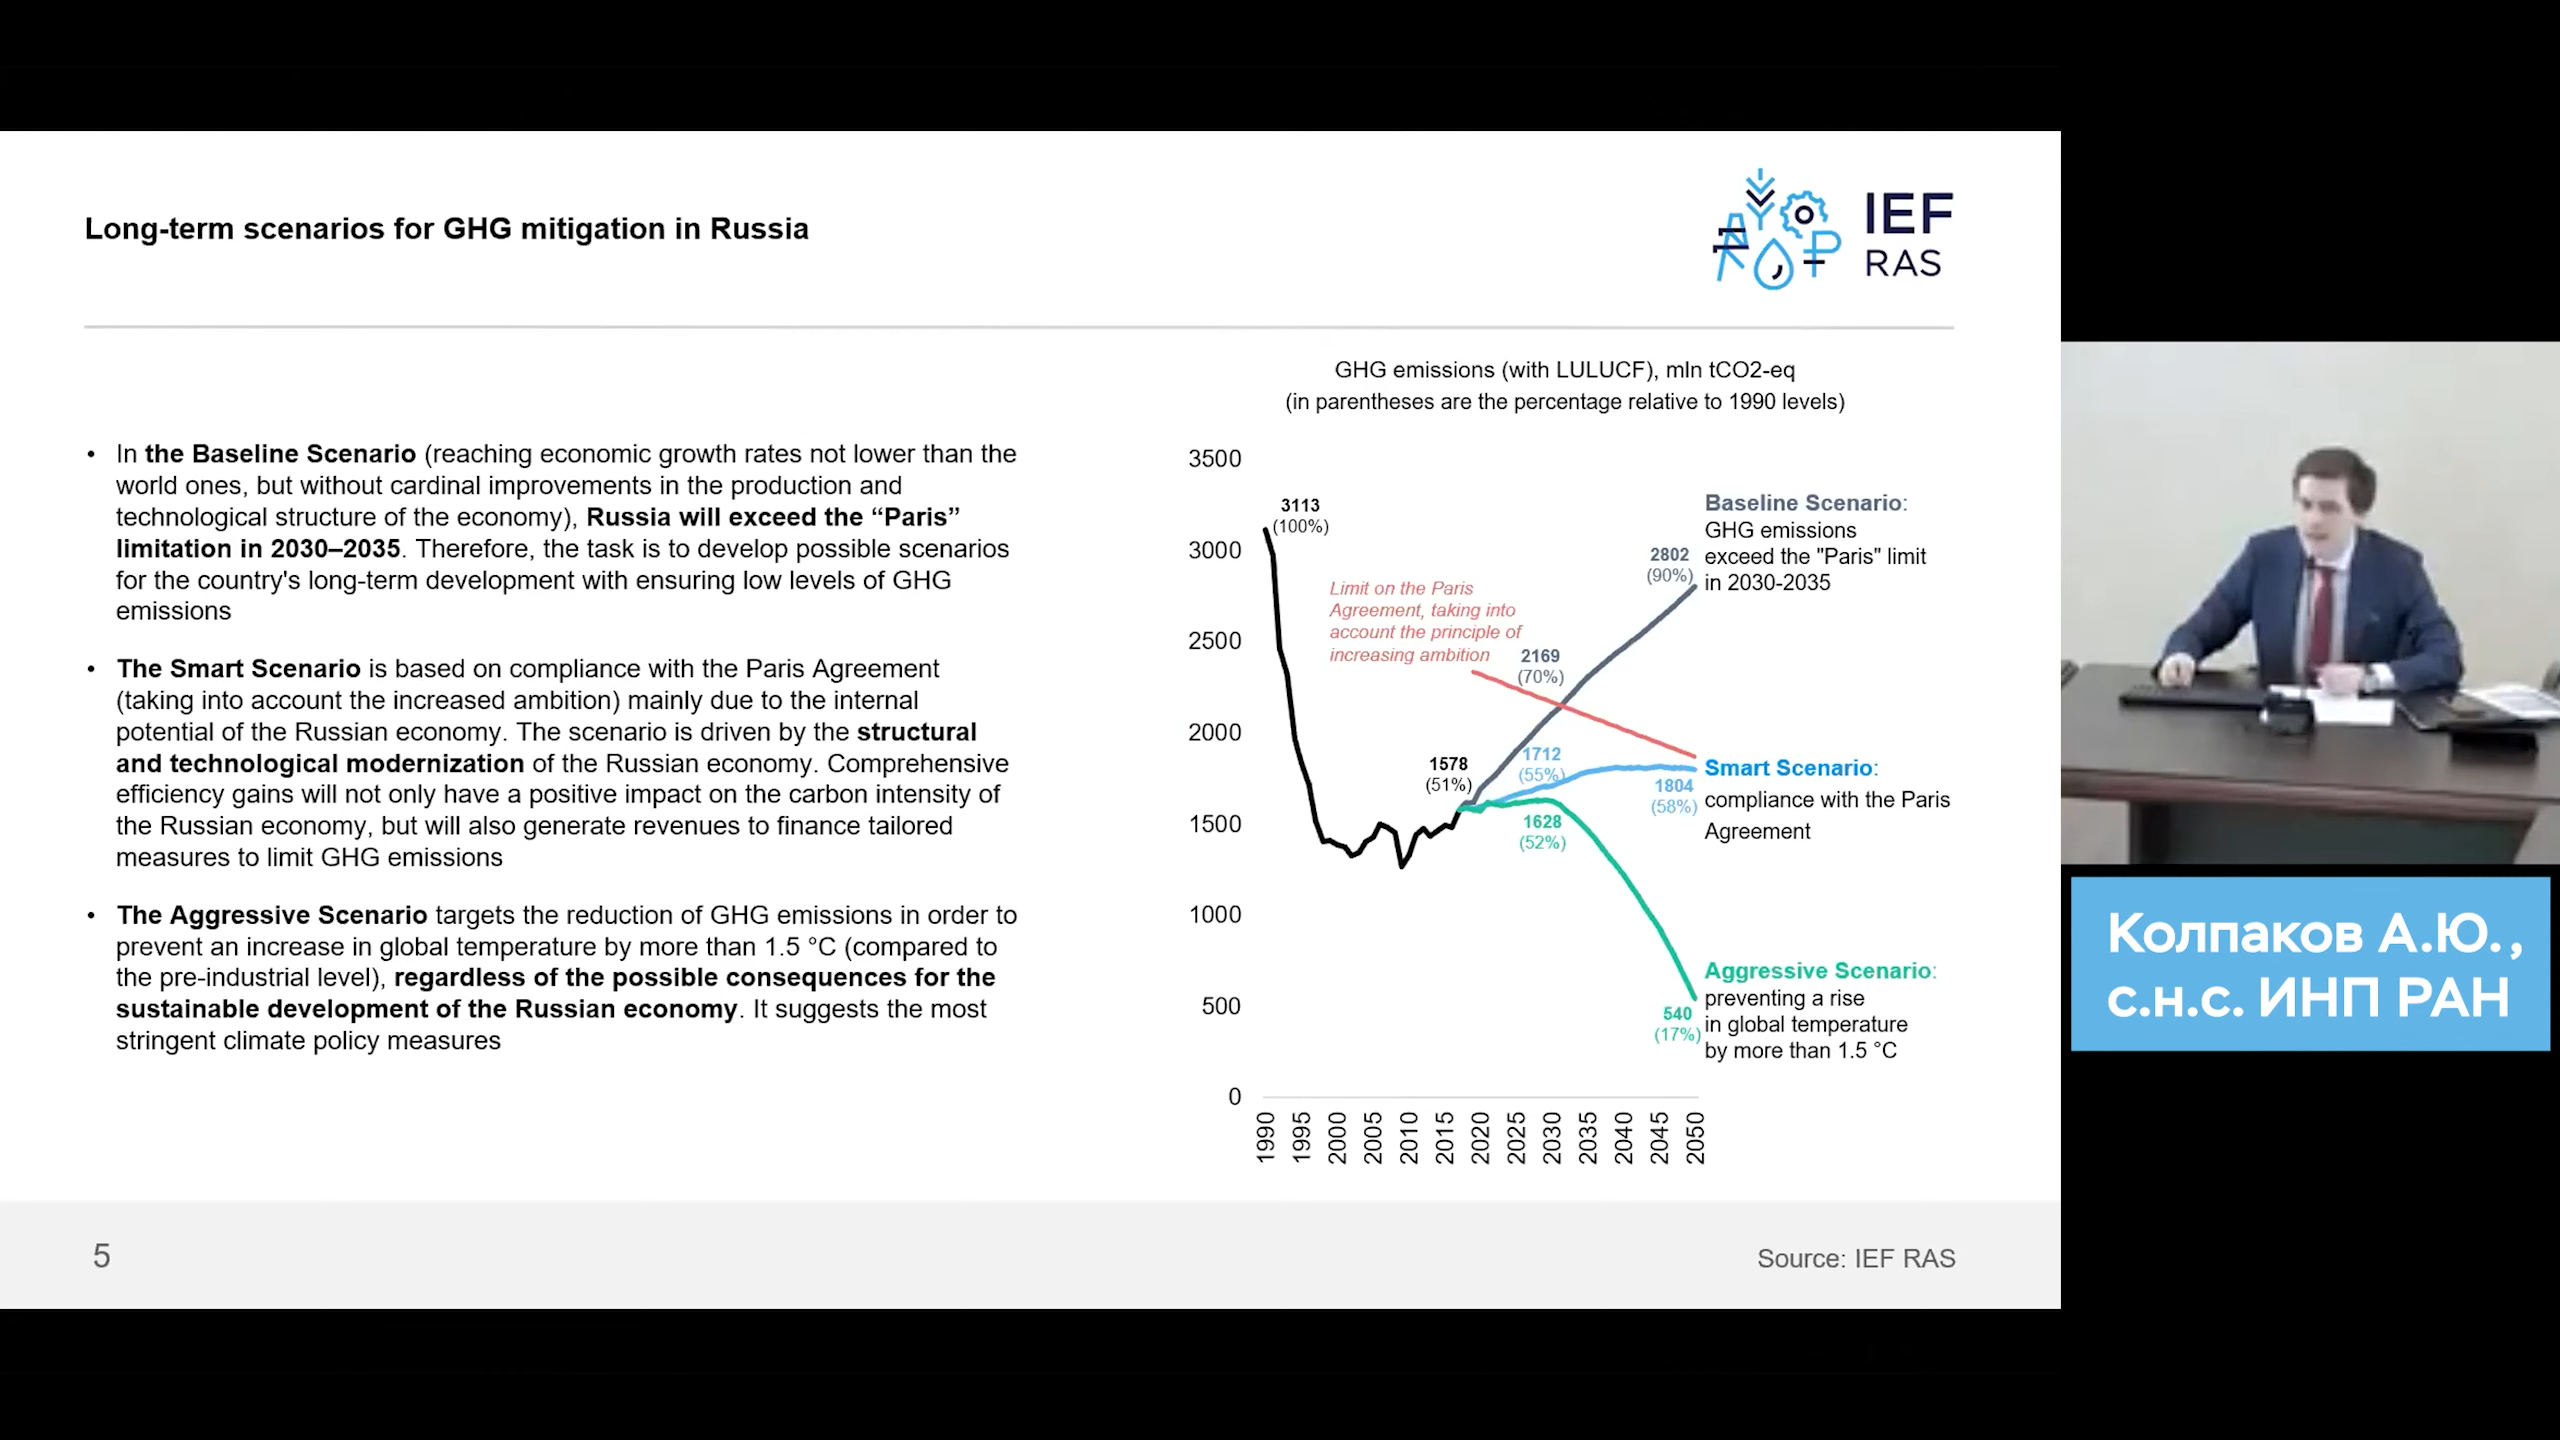 Long-term scenarios for GHG mitigation in Russia
IEF
RAS
• In the Baseline Scenario (reaching economic growth rates not lower than the
world ones, but without cardinal improvements in the production and
technological structure of the economy), Russia will exceed the “Paris”
limitation in 2030–2035. Therefore, the task is to develop possible scenarios
for the country's long-term development with ensuring low levels of GHG
emissions
• The Smart Scenario is based on compliance with the Paris Agreement
(taking into account the increased ambition) mainly due to the internal
potential of the Russian economy. The scenario is driven by the structural
and technological modernization of the Russian economy. Comprehensive
efficiency gains will not only have a positive impact on the carbon intensity of
the Russian economy, but will also generate revenues to finance tailored
measures to limit GHG emissions
• The Aggressive Scenario targets the reduction of GHG emissions in order to
prevent an increase in global temperature by more than 1.5 °C (compared to
the pre-industrial level), regardless of the possible consequences for the
sustainable development of the Russian economy. It suggests the most
stringent climate policy measures
GHG emissions (with LULUCF), mln tCO2-eq
(in parentheses are the percentage relative to 1990 levels)
3500
3000
2500
2000
1500
1000
500
0
3113
(100%)
Limit on the Paris
Agreement, taking into
account the principle of
increasing ambition
2169
(70%)
2802
(90%)
1578
(51%)
1712
(55%)
1804
(58%)
1628
(52%)
540
(17%)
Baseline Scenario:
GHG emissions
exceed the "Paris" limit
in 2030-2035
Smart Scenario:
compliance with the Paris
Agreement
Aggressive Scenario:
preventing a rise
in global temperature
by more than 1.5 °C
1990
1995
2000
2005
2010
2015
2020
2025
2030
2035
2040
2045
2050
5
Source: IEF RAS
Колпаков А.Ю.,
с.н.с. ИНП РАН